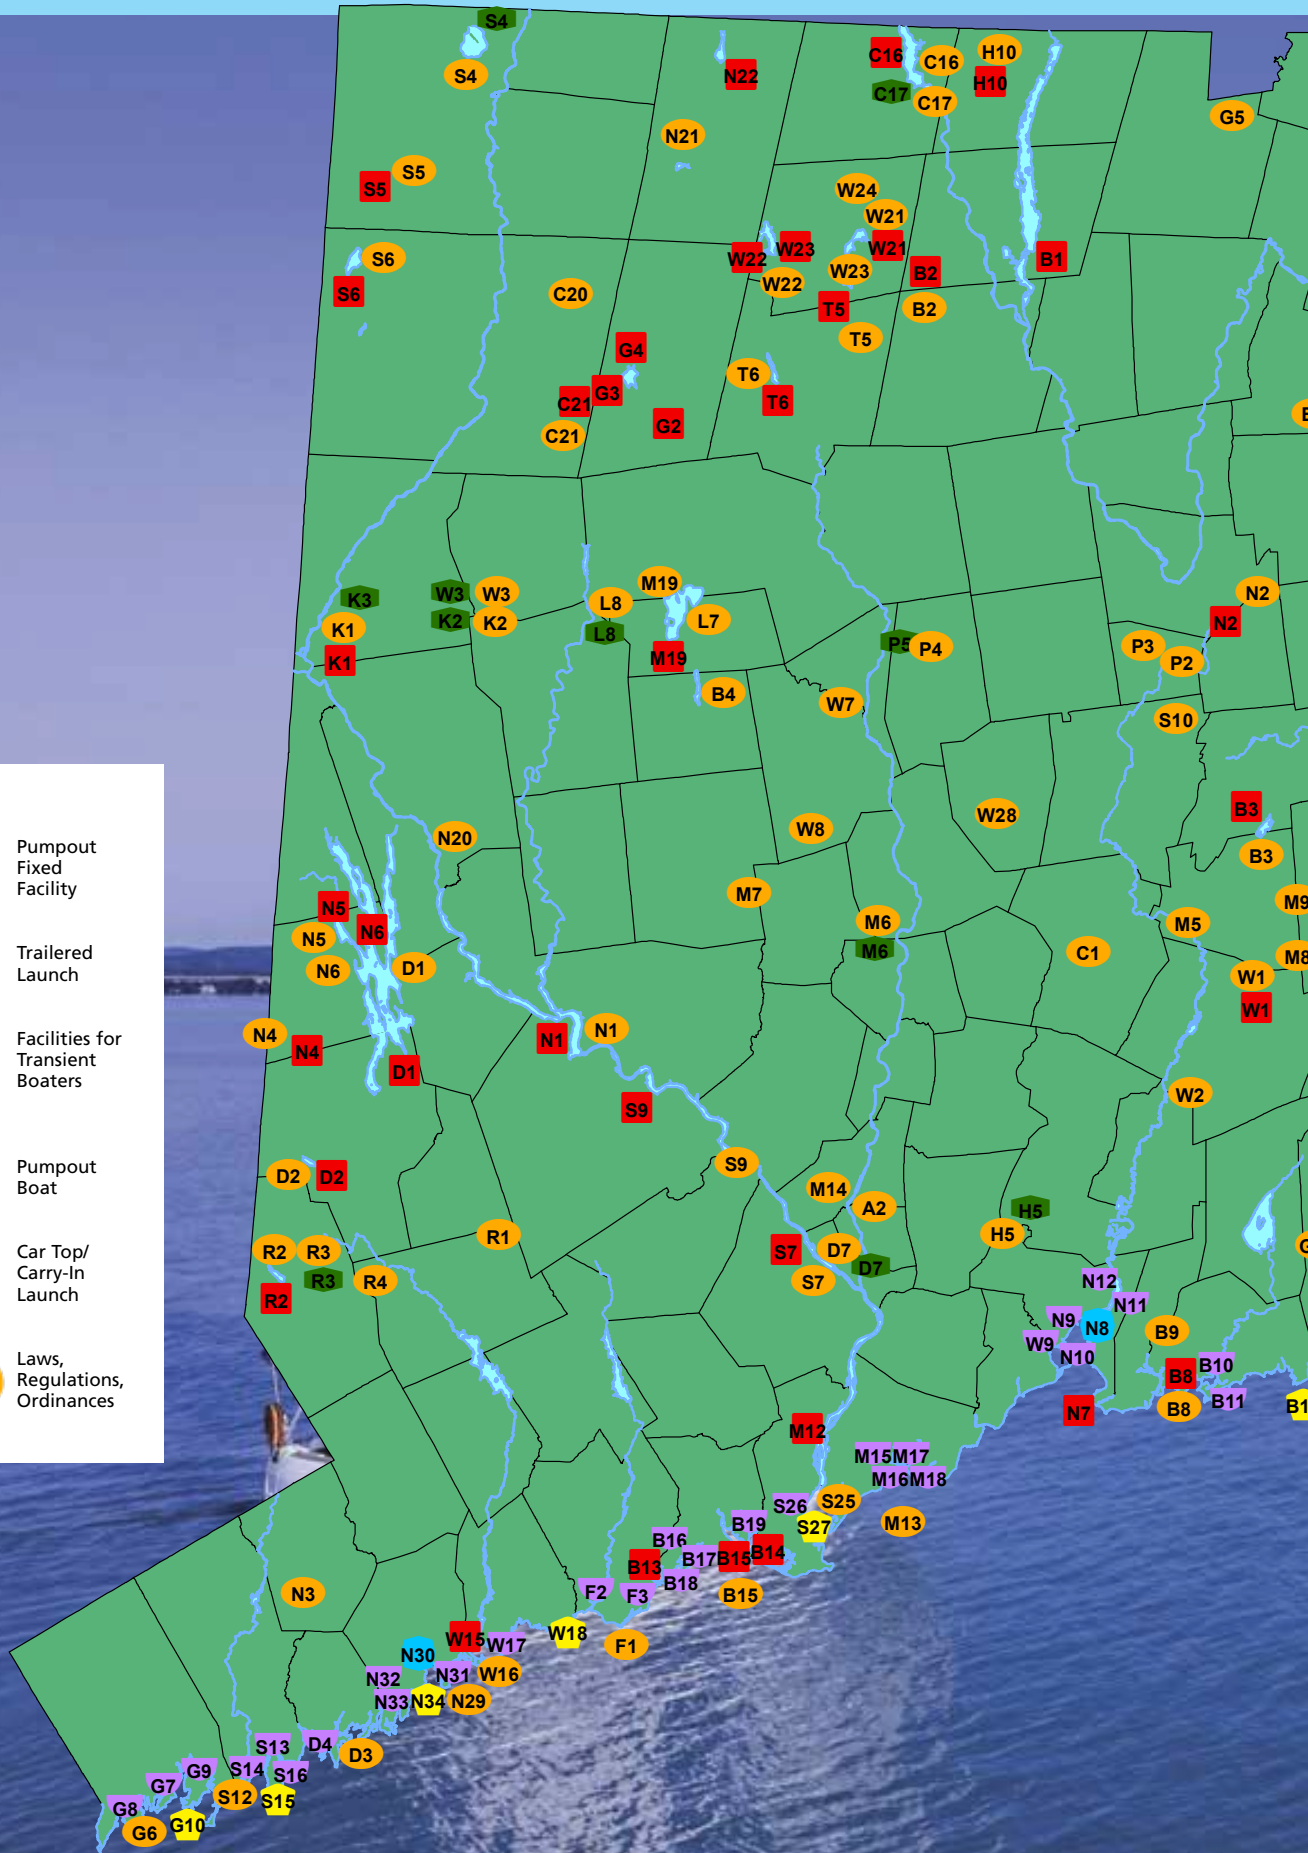 S4
S4
N22
C16
C16
H10
H10
C17
C17
G5
N21
S5
S5
W24
W21
W21
W23
W22
W23
W22
B2
B1
B2
T5
T5
S6
S6
C20
G4
G3
C21
C21
G2
T6
T6
K3
K1
K1
W3
W3
K2
K2
L8
L8
M19
L7
M19
B4
P5
P4
W7
N2
N2
P3
P2
S10
W28
W8
B3
B3
N20
M7
M6
M6
M9
M5
M8
C1
W1
W1
Pumpout
Fixed
Facility
Trailered
Launch
Facilities for
Transient
Boaters
Pumpout
Boat
Car Top/
Carry-In
Launch
Laws,
Regulations,
Ordinances
N5
N5
N6
N6
D1
N4
N4
D1
N1
N1
S9
W2
S9
D2
D2
M14
A2
H5
H5
R1
R2
R3
R3
R4
R2
S7
D7
D7
S7
N12
N11
N9
N8
W9
N10
B9
B8
B10
B11
N7
B8
M12
M15
M17
M16
M18
S26
S25
S27
M13
B19
B16
B17
B15
B14
B13
B18
B15
F2
F3
F1
W18
N3
W15
W17
N30
N31
W16
N32
N33
N34
N29
S13
D4
D3
S14
S16
S12
S15
G9
G7
G8
G10
G6